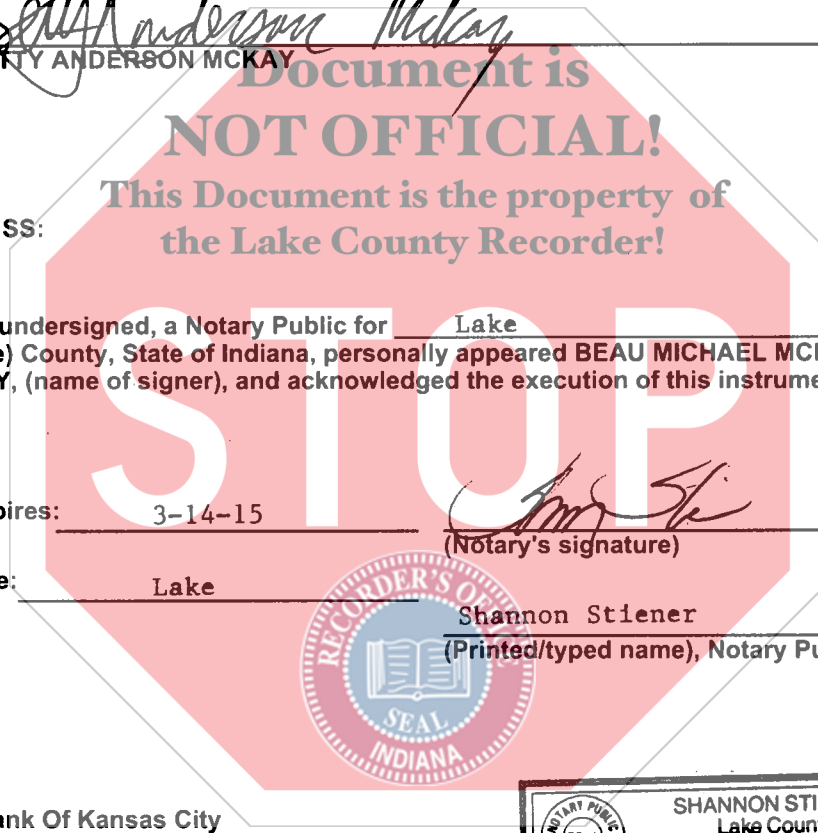 TTY ANDERSON MCKAY
Document is
NOT OFFICIAL!
This Document is the property of
the Lake County Recorder!
SS:
undersigned, a Notary Public for Lake
e) County, State of Indiana, personally appeared BEAU MICHAEL MC
Y, (name of signer), and acknowledged the execution of this instrume
STOP
pires: 3-14-15
(Notary's signature)
e: Lake
Shannon Stiener
(Printed/typed name), Notary Pu
RECORDER'S OFFICE
SEAL
INDIANA
ank Of Kansas City
NOTARY PUBLIC
SHANNON STI
Lake Coun